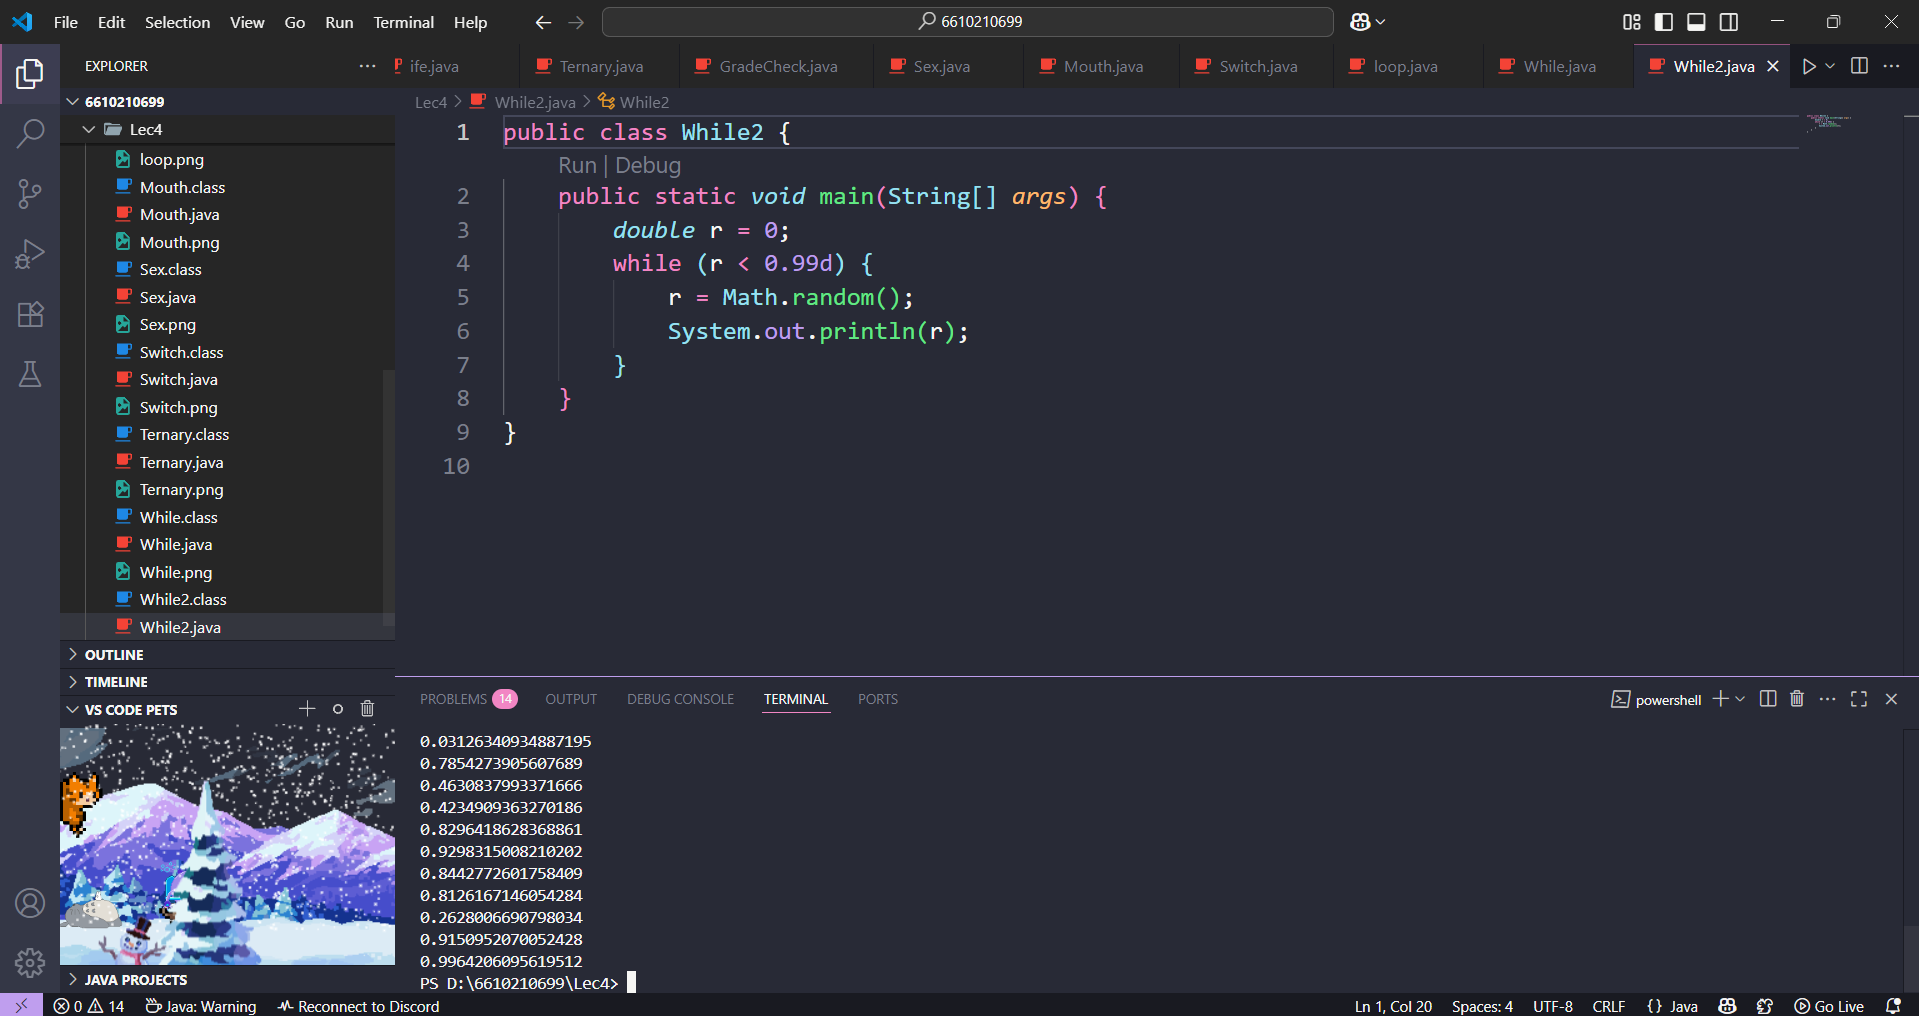 File Edit Selection View Go Run Terminal Help
6610210699
EXPLORER
ife.java
Ternary.java
GradeCheck.java
Sex.java
Mouth.java
Switch.java
loop.java
While.java
While2.java
6610210699
Lec4
loop.png
Mouth.class
Mouth.java
Mouth.png
Sex.class
Sex.java
Sex.png
Switch.class
Switch.java
Switch.png
Ternary.class
Ternary.java
Ternary.png
While.class
While.java
While.png
While2.class
While2.java
OUTLINE
TIMELINE
VS CODE PETS
JAVA PROJECTS
Lec4 > While2.java > While2
1 public class While2 {
Run | Debug
2 public static void main(String[] args) {
3 double r = 0;
4 while (r < 0.99d) {
5 r = Math.random();
6 System.out.println(r);
7 }
8 }
9 }
10
PROBLEMS 14 OUTPUT DEBUG CONSOLE TERMINAL PORTS
powershell
0.03126340934887195
0.7854273905607689
0.4630837993371666
0.4234909363270186
0.8296418628368861
0.9298315008210202
0.8442772601758409
0.8126167146054284
0.2628006690798034
0.9150952070052428
0.9964206095619512
PS D:\6610210699\Lec4>
0 14 Java: Warning Reconnect to Discord
Ln 1, Col 20 Spaces: 4 UTF-8 CRLF {} Java Go Live